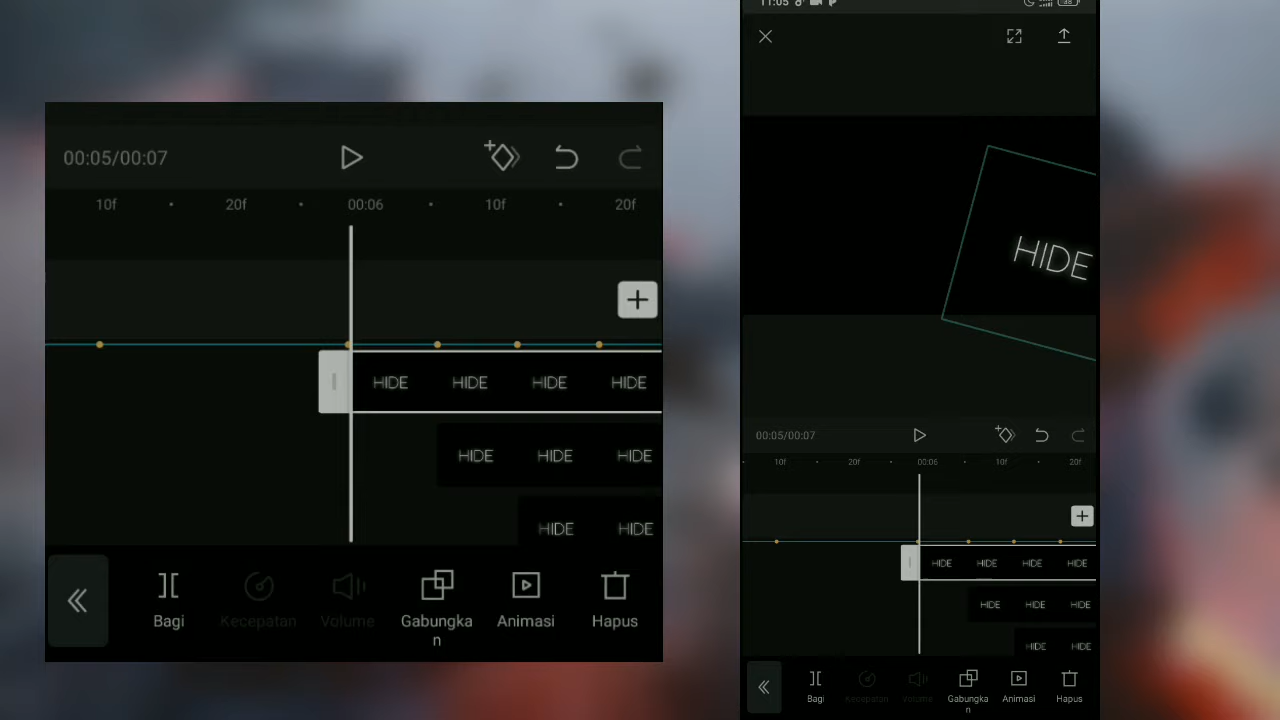 00:05/00:07
10f 20f 00:06 10f 20f
HIDE HIDE HIDE HIDE
HIDE HIDE HIDE
HIDE HIDE
Bagi Kecepatan Volume Gabungka
n Animasi Hapus
11:05
HIDE
00:05/00:07
10f 20f 00:06 10f 20f
HIDE HIDE HIDE HIDE
HIDE HIDE HIDE
HIDE HIDE
Bagi Kecepatan Volume Gabungka
n Animasi Hapus